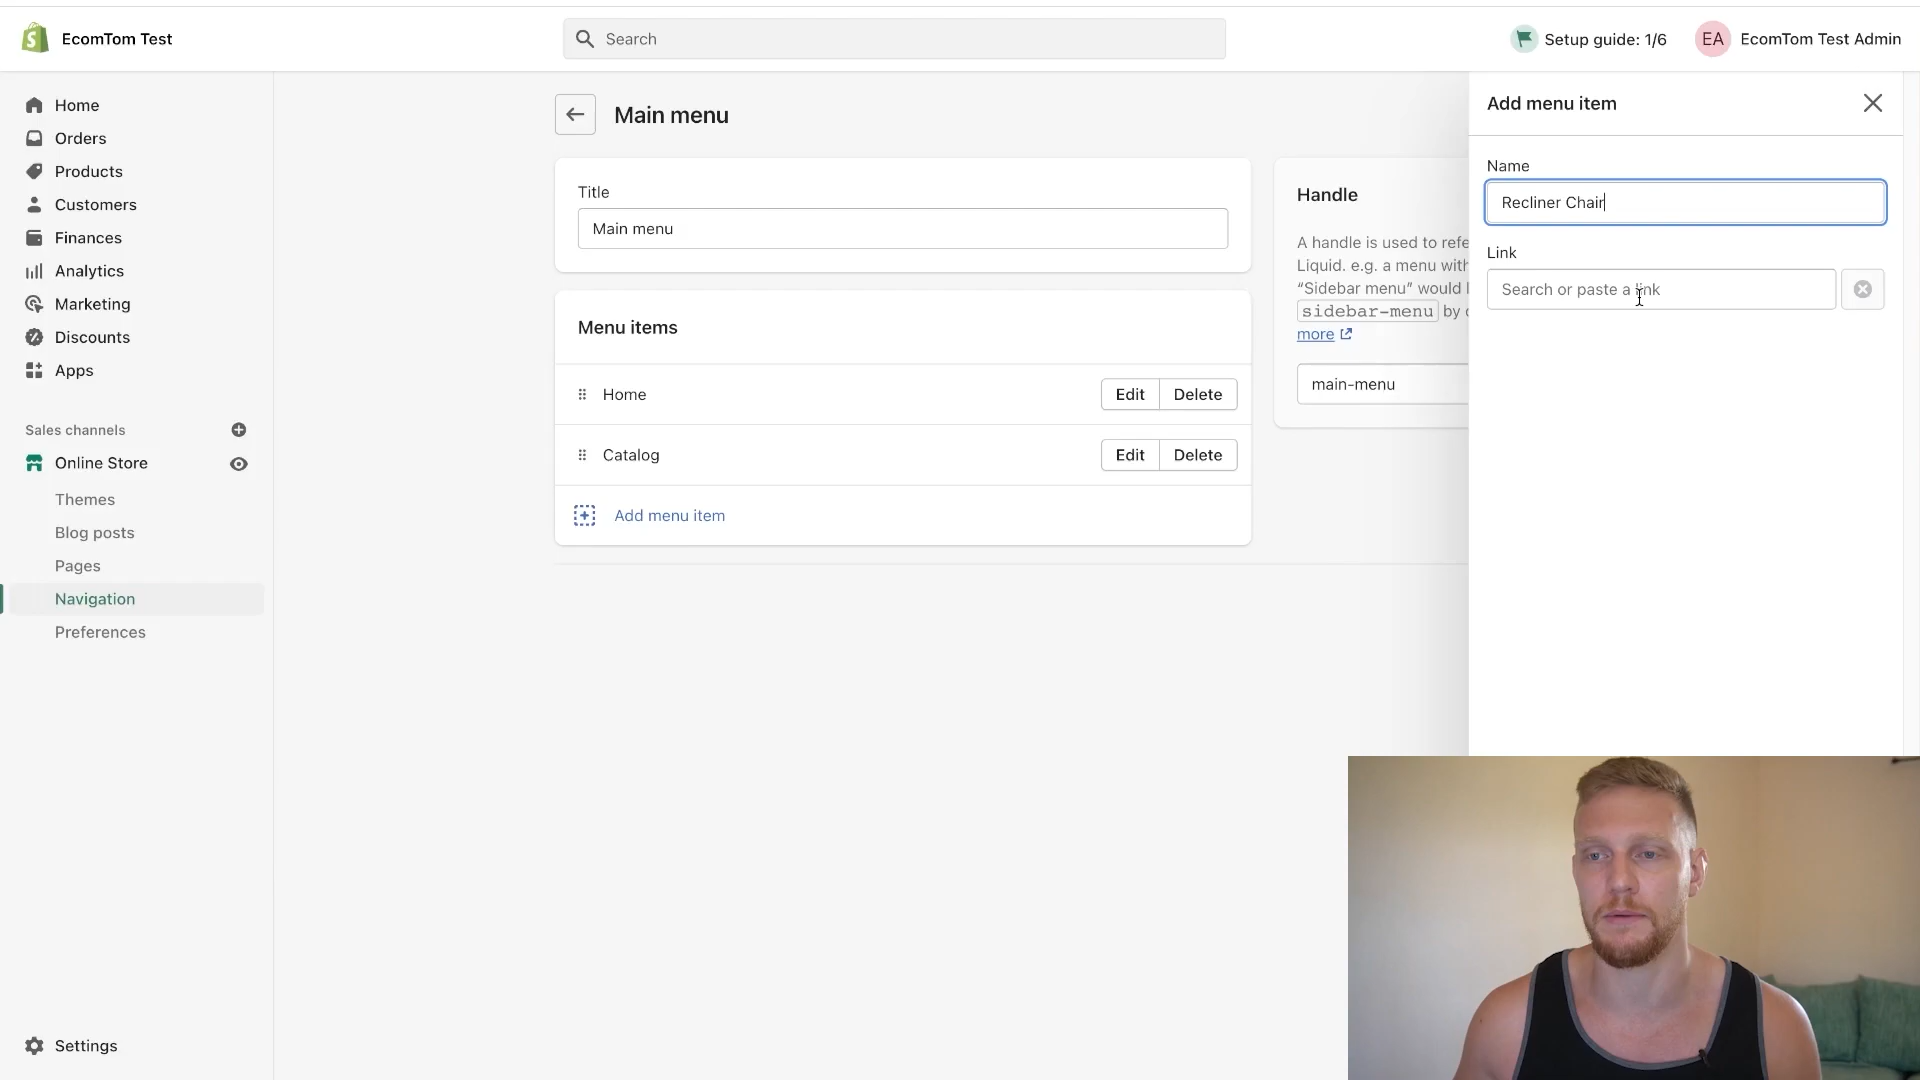 EcomTom Test
Search
Setup guide: 1/6
EA
EcomTom Test Admin
Home
Orders
Products
Customers
Finances
Analytics
Marketing
Discounts
Apps
Sales channels
Online Store
Themes
Blog posts
Pages
Navigation
Preferences
Settings
Main menu
Title
Main menu
Menu items
Home
Edit
Delete
Catalog
Edit
Delete
Add menu item
Handle
A handle is used to refe
Liquid. e.g. a menu with
“Sidebar menu” would
sidebar-menu by
more
main-menu
Add menu item
Name
Recliner Chair
Link
Search or paste a link